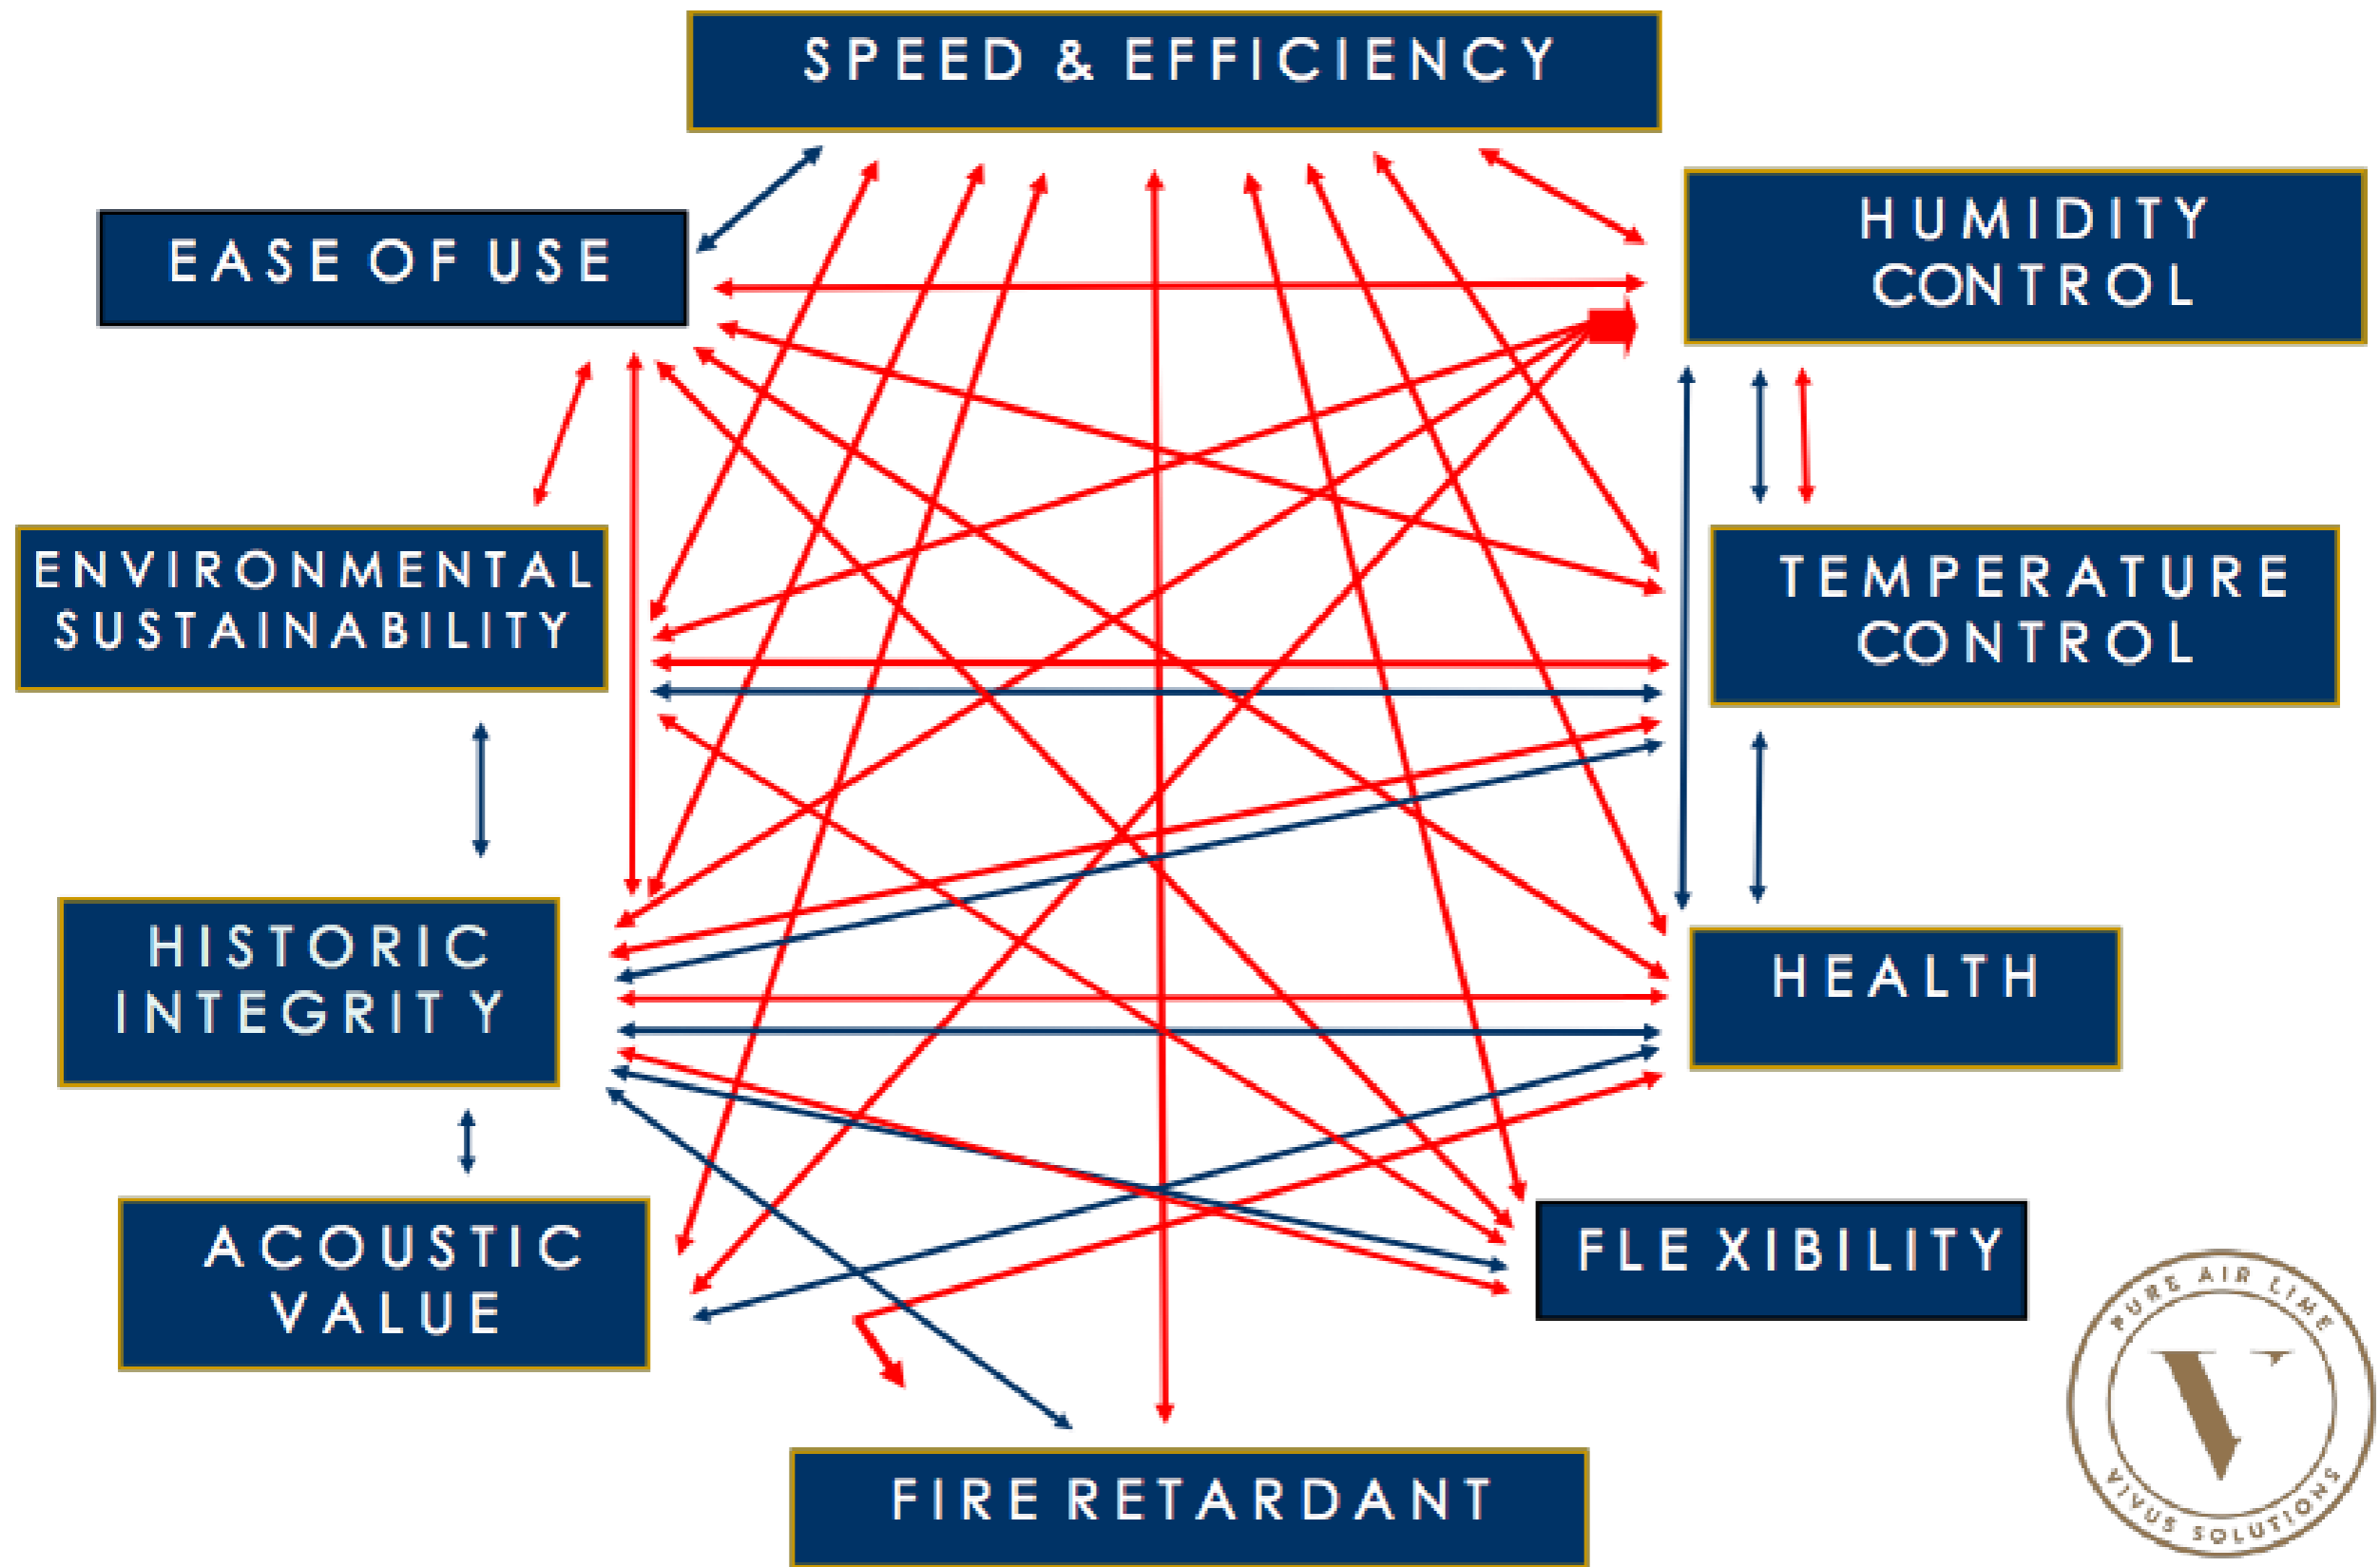 SPEED & EFFICIENCY
EASE OF USE
HUMIDITY
CONTROL
ENVIRONMENTAL
SUSTAINABILITY
TEMPERATURE
CONTROL
HISTORIC
INTEGRITY
HEALTH
ACOUSTIC
VALUE
FLEXIBILITY
FIRE RETARDANT
PURE AIR LIME
V
VIVUS SOLUTIONS